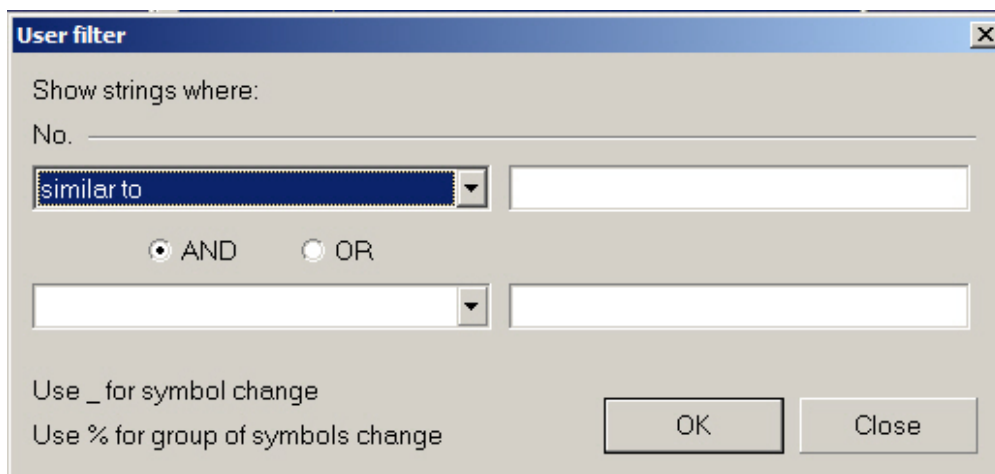 User filter
Show strings where:
No.
similar to
AND OR
Use _ for symbol change
Use % for group of symbols change
OK Close